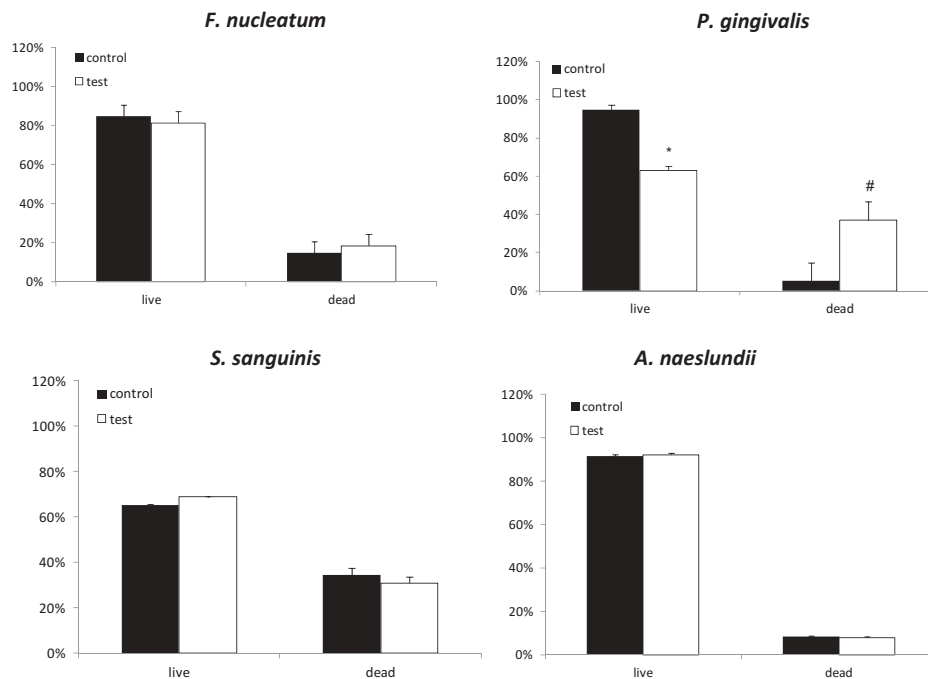 F. nucleatum
120%
100%
80%
60%
40%
20%
0%
control
test
live
dead
P. gingivalis
120%
100%
80%
60%
40%
20%
0%
control
test
*
#
live
dead
S. sanguinis
120%
100%
80%
60%
40%
20%
0%
control
test
live
dead
A. naeslundii
120%
100%
80%
60%
40%
20%
0%
control
test
live
dead